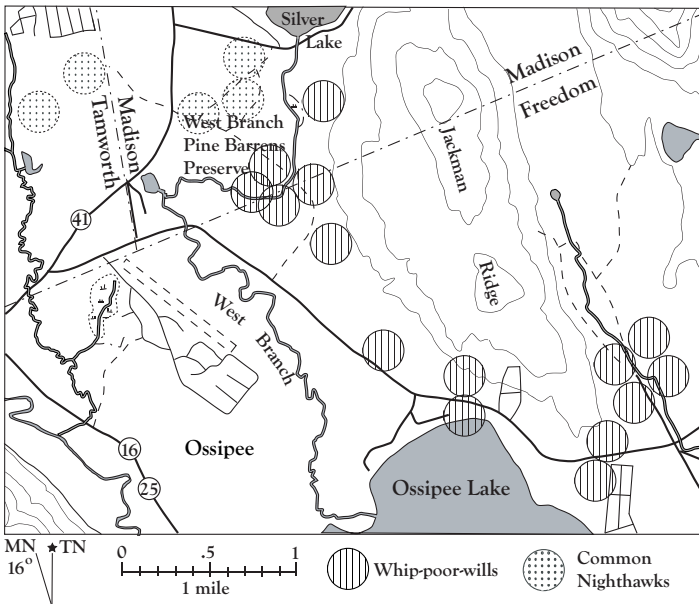 Silver
Lake
Madison
Freedom
Madison
Tamworth
West Branch
Pine Barrens
Preserve
Jackman
41
Ridge
West
Branch
16
Ossipee
25
Ossipee Lake
MN ★ TN
16°
0 .5 1
1 mile
Whip-poor-wills
Common
Nighthawks